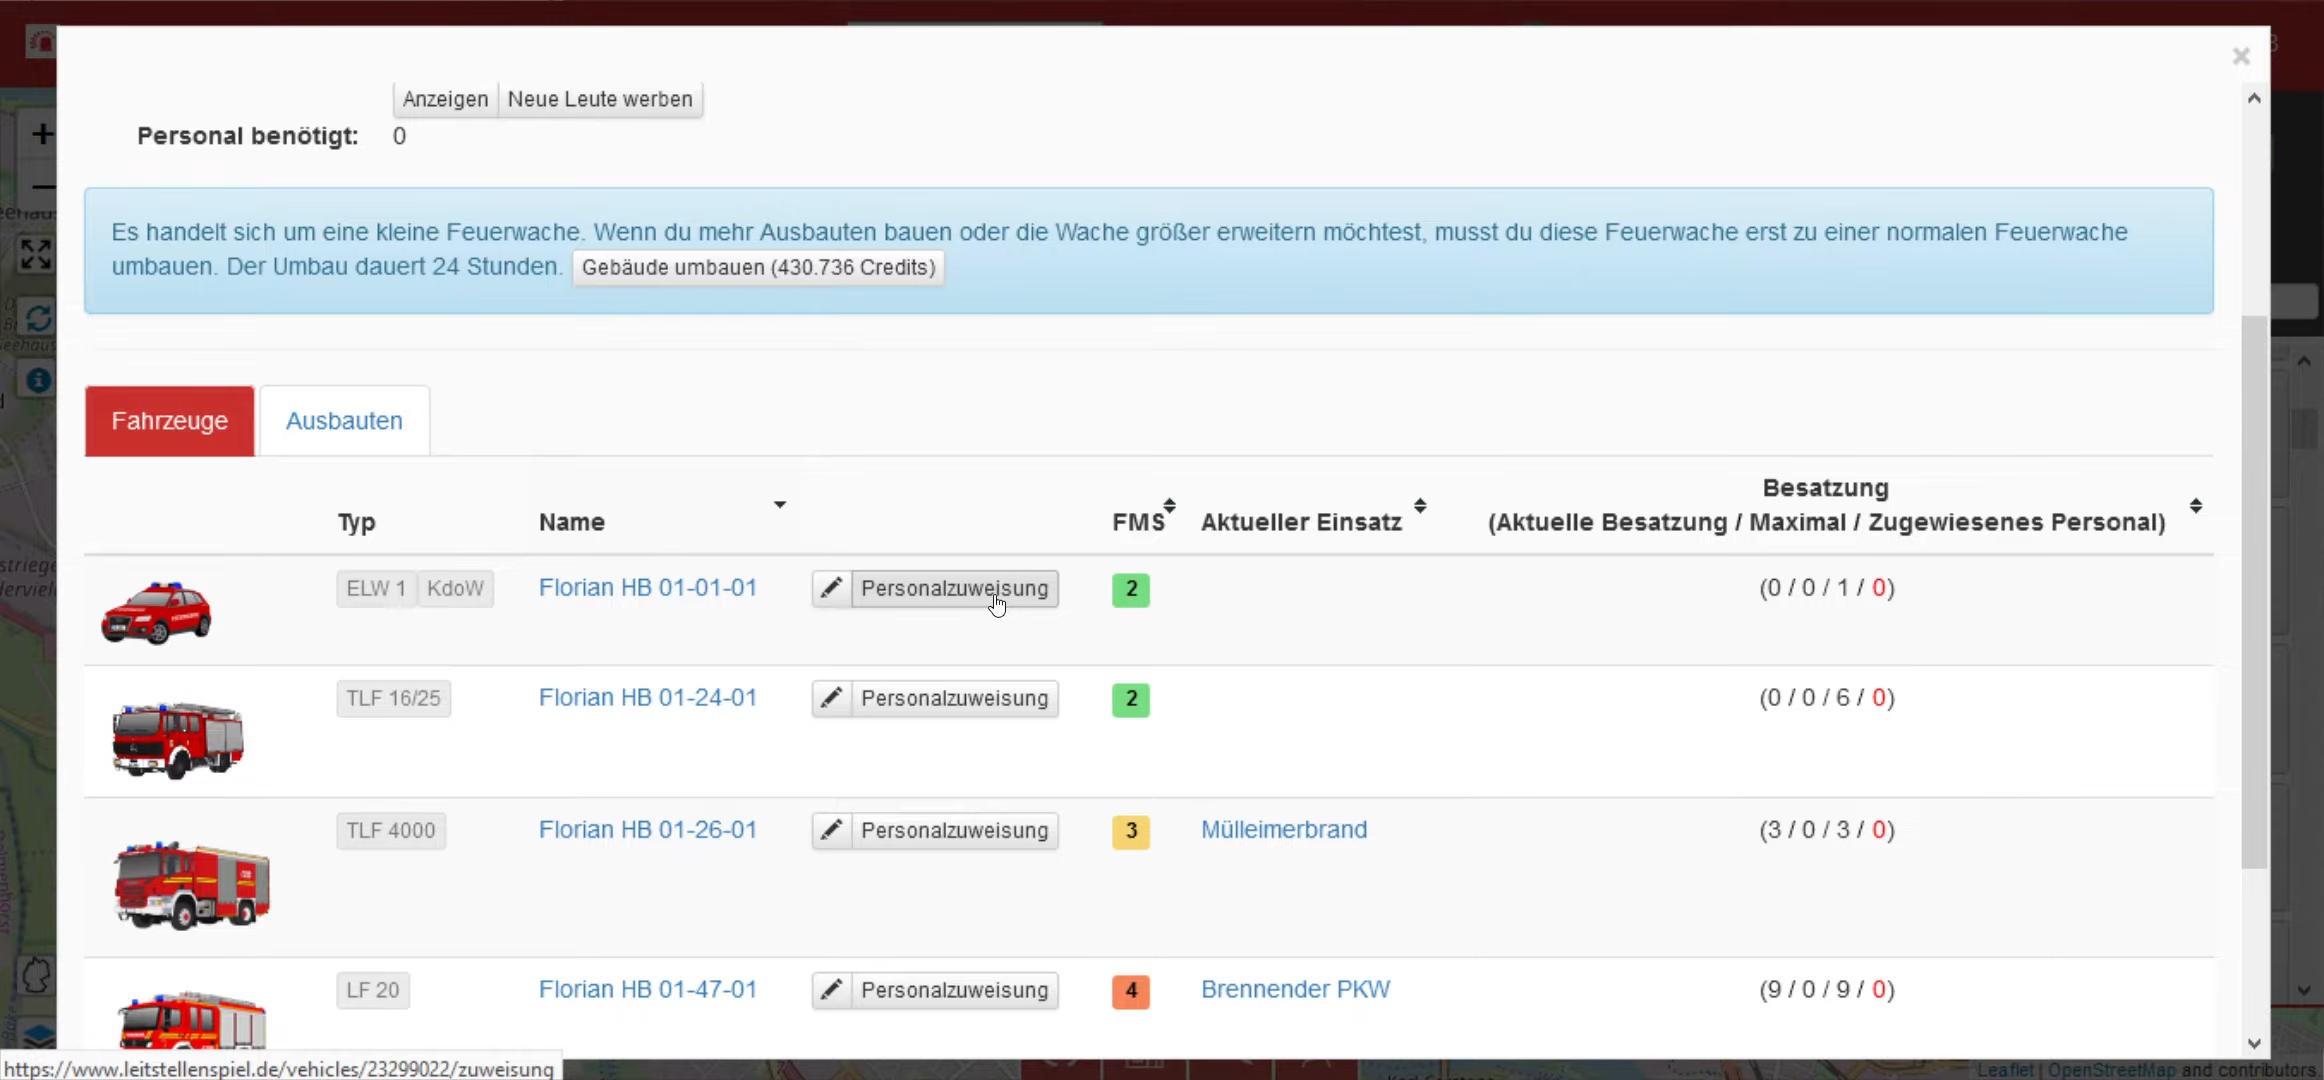 ×
Anzeigen Neue Leute werben
Personal benötigt: 0
Es handelt sich um eine kleine Feuerwache. Wenn du mehr Ausbauten bauen oder die Wache größer erweitern möchtest, musst du diese Feuerwache erst zu einer normalen Feuerwache
umbauen. Der Umbau dauert 24 Stunden. Gebäude umbauen (430.736 Credits)
Fahrzeuge Ausbauten
Besatzung
Typ Name FMS Aktueller Einsatz (Aktuelle Besatzung / Maximal / Zugewiesenes Personal)
ELW 1 KdoW Florian HB 01-01-01 Personalzuweisung 2 (0 / 0 / 1 / 0)
TLF 16/25 Florian HB 01-24-01 Personalzuweisung 2 (0 / 0 / 6 / 0)
TLF 4000 Florian HB 01-26-01 Personalzuweisung 3 Mülleimerbrand (3 / 0 / 3 / 0)
LF 20 Florian HB 01-47-01 Personalzuweisung 4 Brennender PKW (9 / 0 / 9 / 0)
https://www.leitstellenspiel.de/vehicles/23299022/zuweisung
Leaflet | OpenStreetMap and contributors